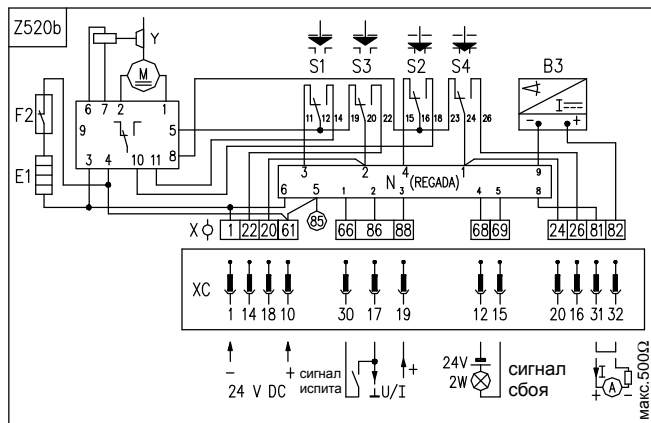 Z520b
Y
M
S1 S3 S2 S4 B3
F2
6 7 2 1
11 12 14 19 20 22 15 16 18 23 24 26
I
- +
9 5
8
E1
3 4 10 11
3 2 4 1 9
N (REGADA)
6 5 1 2 3 4 5 8
85
X 1 22 20 61 66 86 88 68 69 24 26 81 82
XC
1 14 18 10 30 17 19 12 15 20 16 31 32
- + сигнал испита + 24V 2W сигнал сбоя I
24 V DC U/I + A -
макс.500Ω